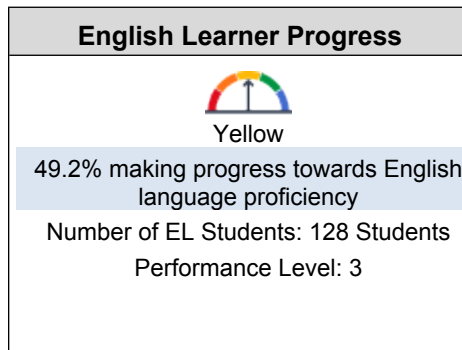 English Learner Progress
Yellow
49.2% making progress towards English
language proficiency
Number of EL Students: 128 Students
Performance Level: 3